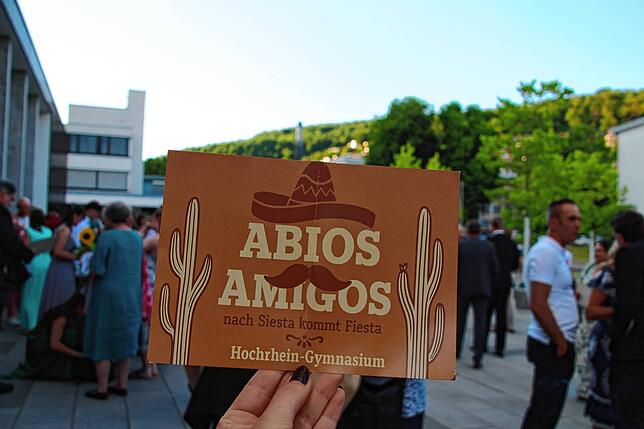 ABIOS
AMIGOS
nach Siesta kommt Fiesta
Hochrhein-Gymnasium